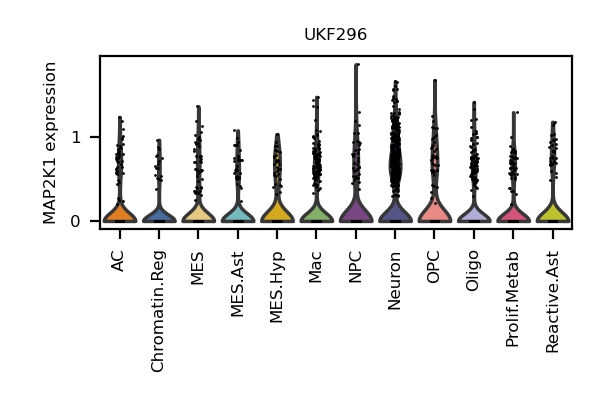 UKF296
MAP2K1 expression
1
0
AC
Chromatin.Reg
MES
MES.Ast
MES.Hyp
Mac
NPC
Neuron
OPC
Oligo
Prolif.Metab
Reactive.Ast